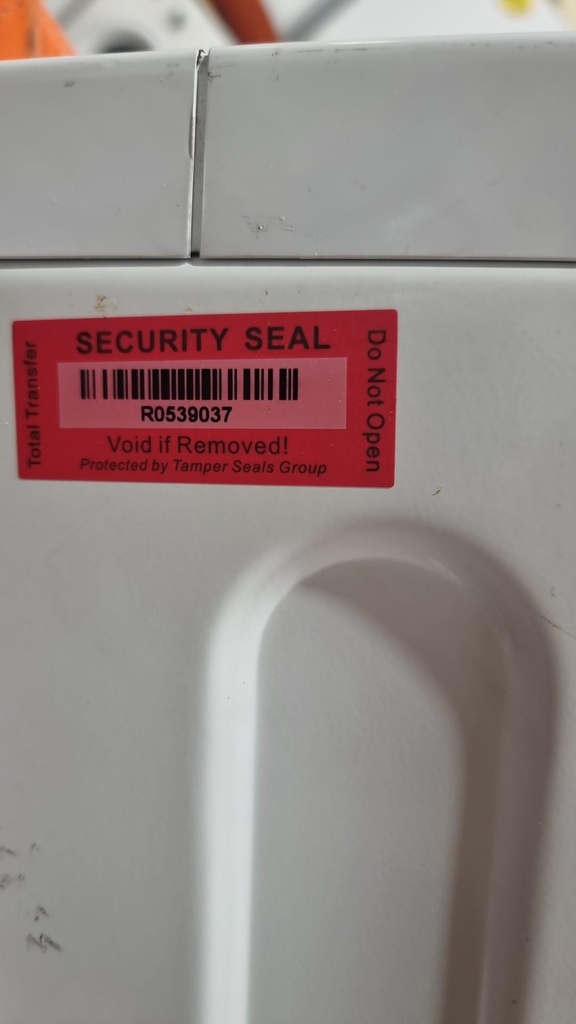 SECURITY SEAL
Total Transfer
R0539037
Do Not Open
Void if Removed!
Protected by Tamper Seals Group